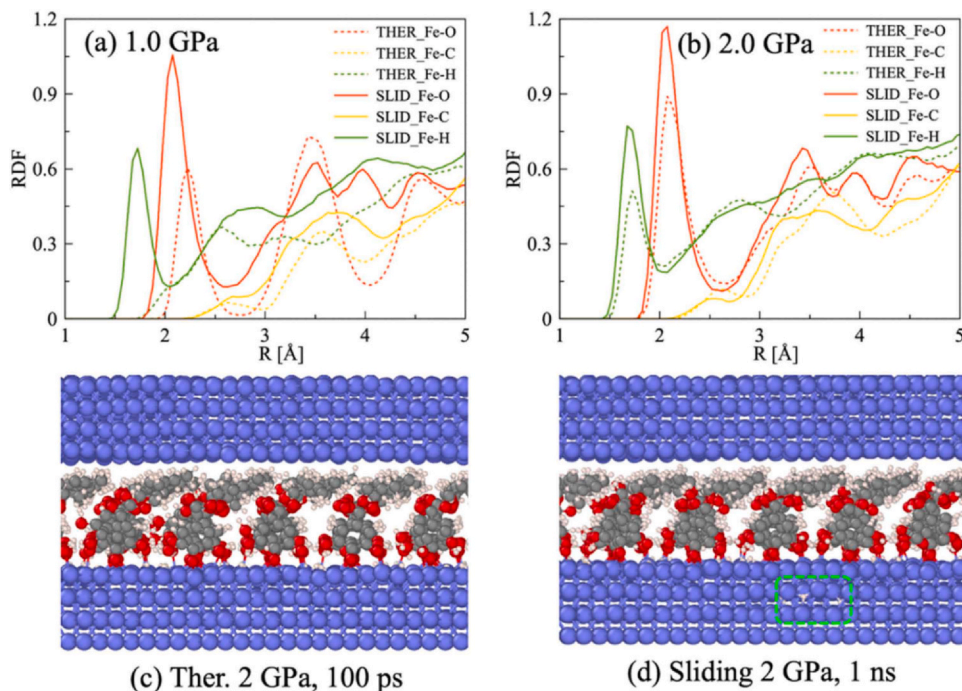 (a) 1.0 GPa
THER_Fe-O
THER_Fe-C
THER_Fe-H
SLID_Fe-O
SLID_Fe-C
SLID_Fe-H
RDF
1.2
0.9
0.6
0.3
0
1 2 3 4 5
R [Å]
(b) 2.0 GPa
THER_Fe-O
THER_Fe-C
THER_Fe-H
SLID_Fe-O
SLID_Fe-C
SLID_Fe-H
RDF
1.2
0.9
0.6
0.3
0
1 2 3 4 5
R [Å]
(c) Ther. 2 GPa, 100 ps
(d) Sliding 2 GPa, 1 ns